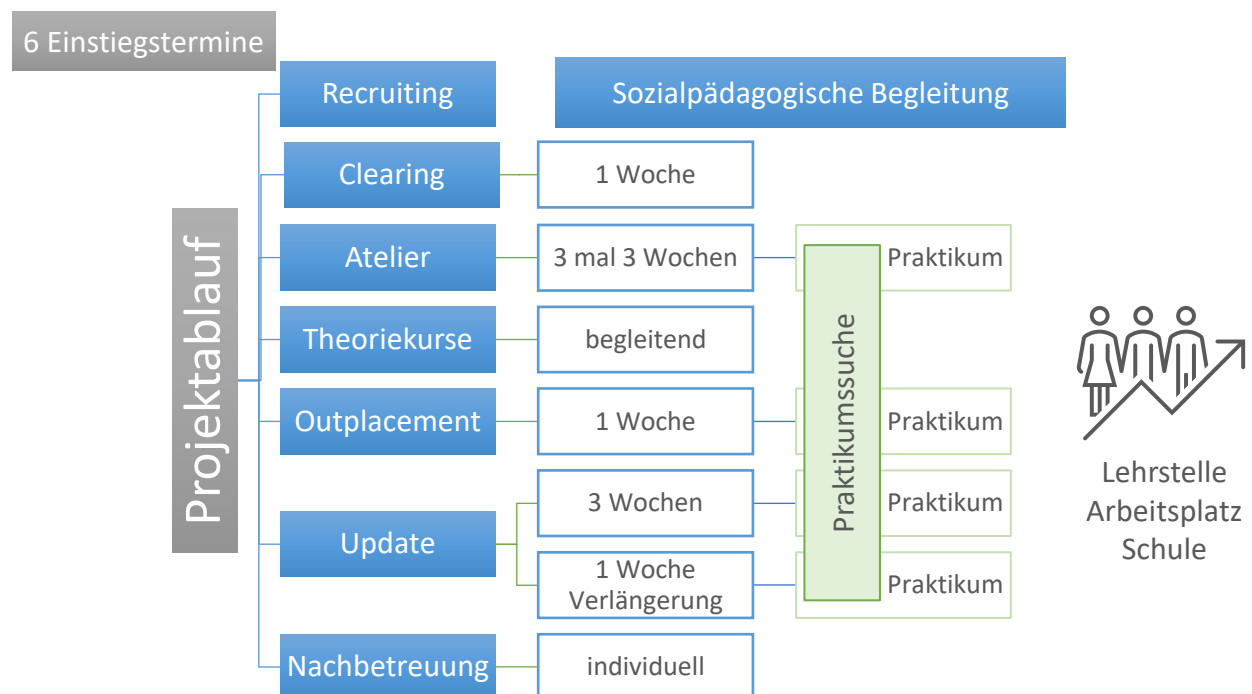 6 Einstiegstermine
Projektablauf
Recruiting
Sozialpädagogische Begleitung
Clearing
1 Woche
Atelier
3 mal 3 Wochen
Praktikum
Theoriekurse
begleitend
Outplacement
1 Woche
Praktikum
Update
3 Wochen
Praktikum
1 Woche
Verlängerung
Praktikum
Praktikumssuche
Nachbetreuung
individuell
Lehrstelle
Arbeitsplatz
Schule